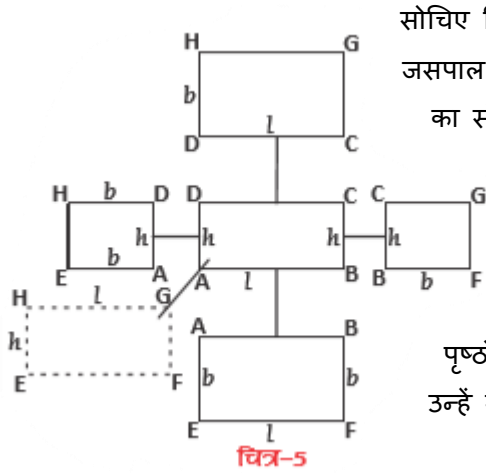 सोचिए
जसपाल
का
H G
b
l
D C
H b D D C C G
h h h h
E b A A l B B b F
H l G
h
E F
A B
b b
E l F
उन्हें
चित्र-5